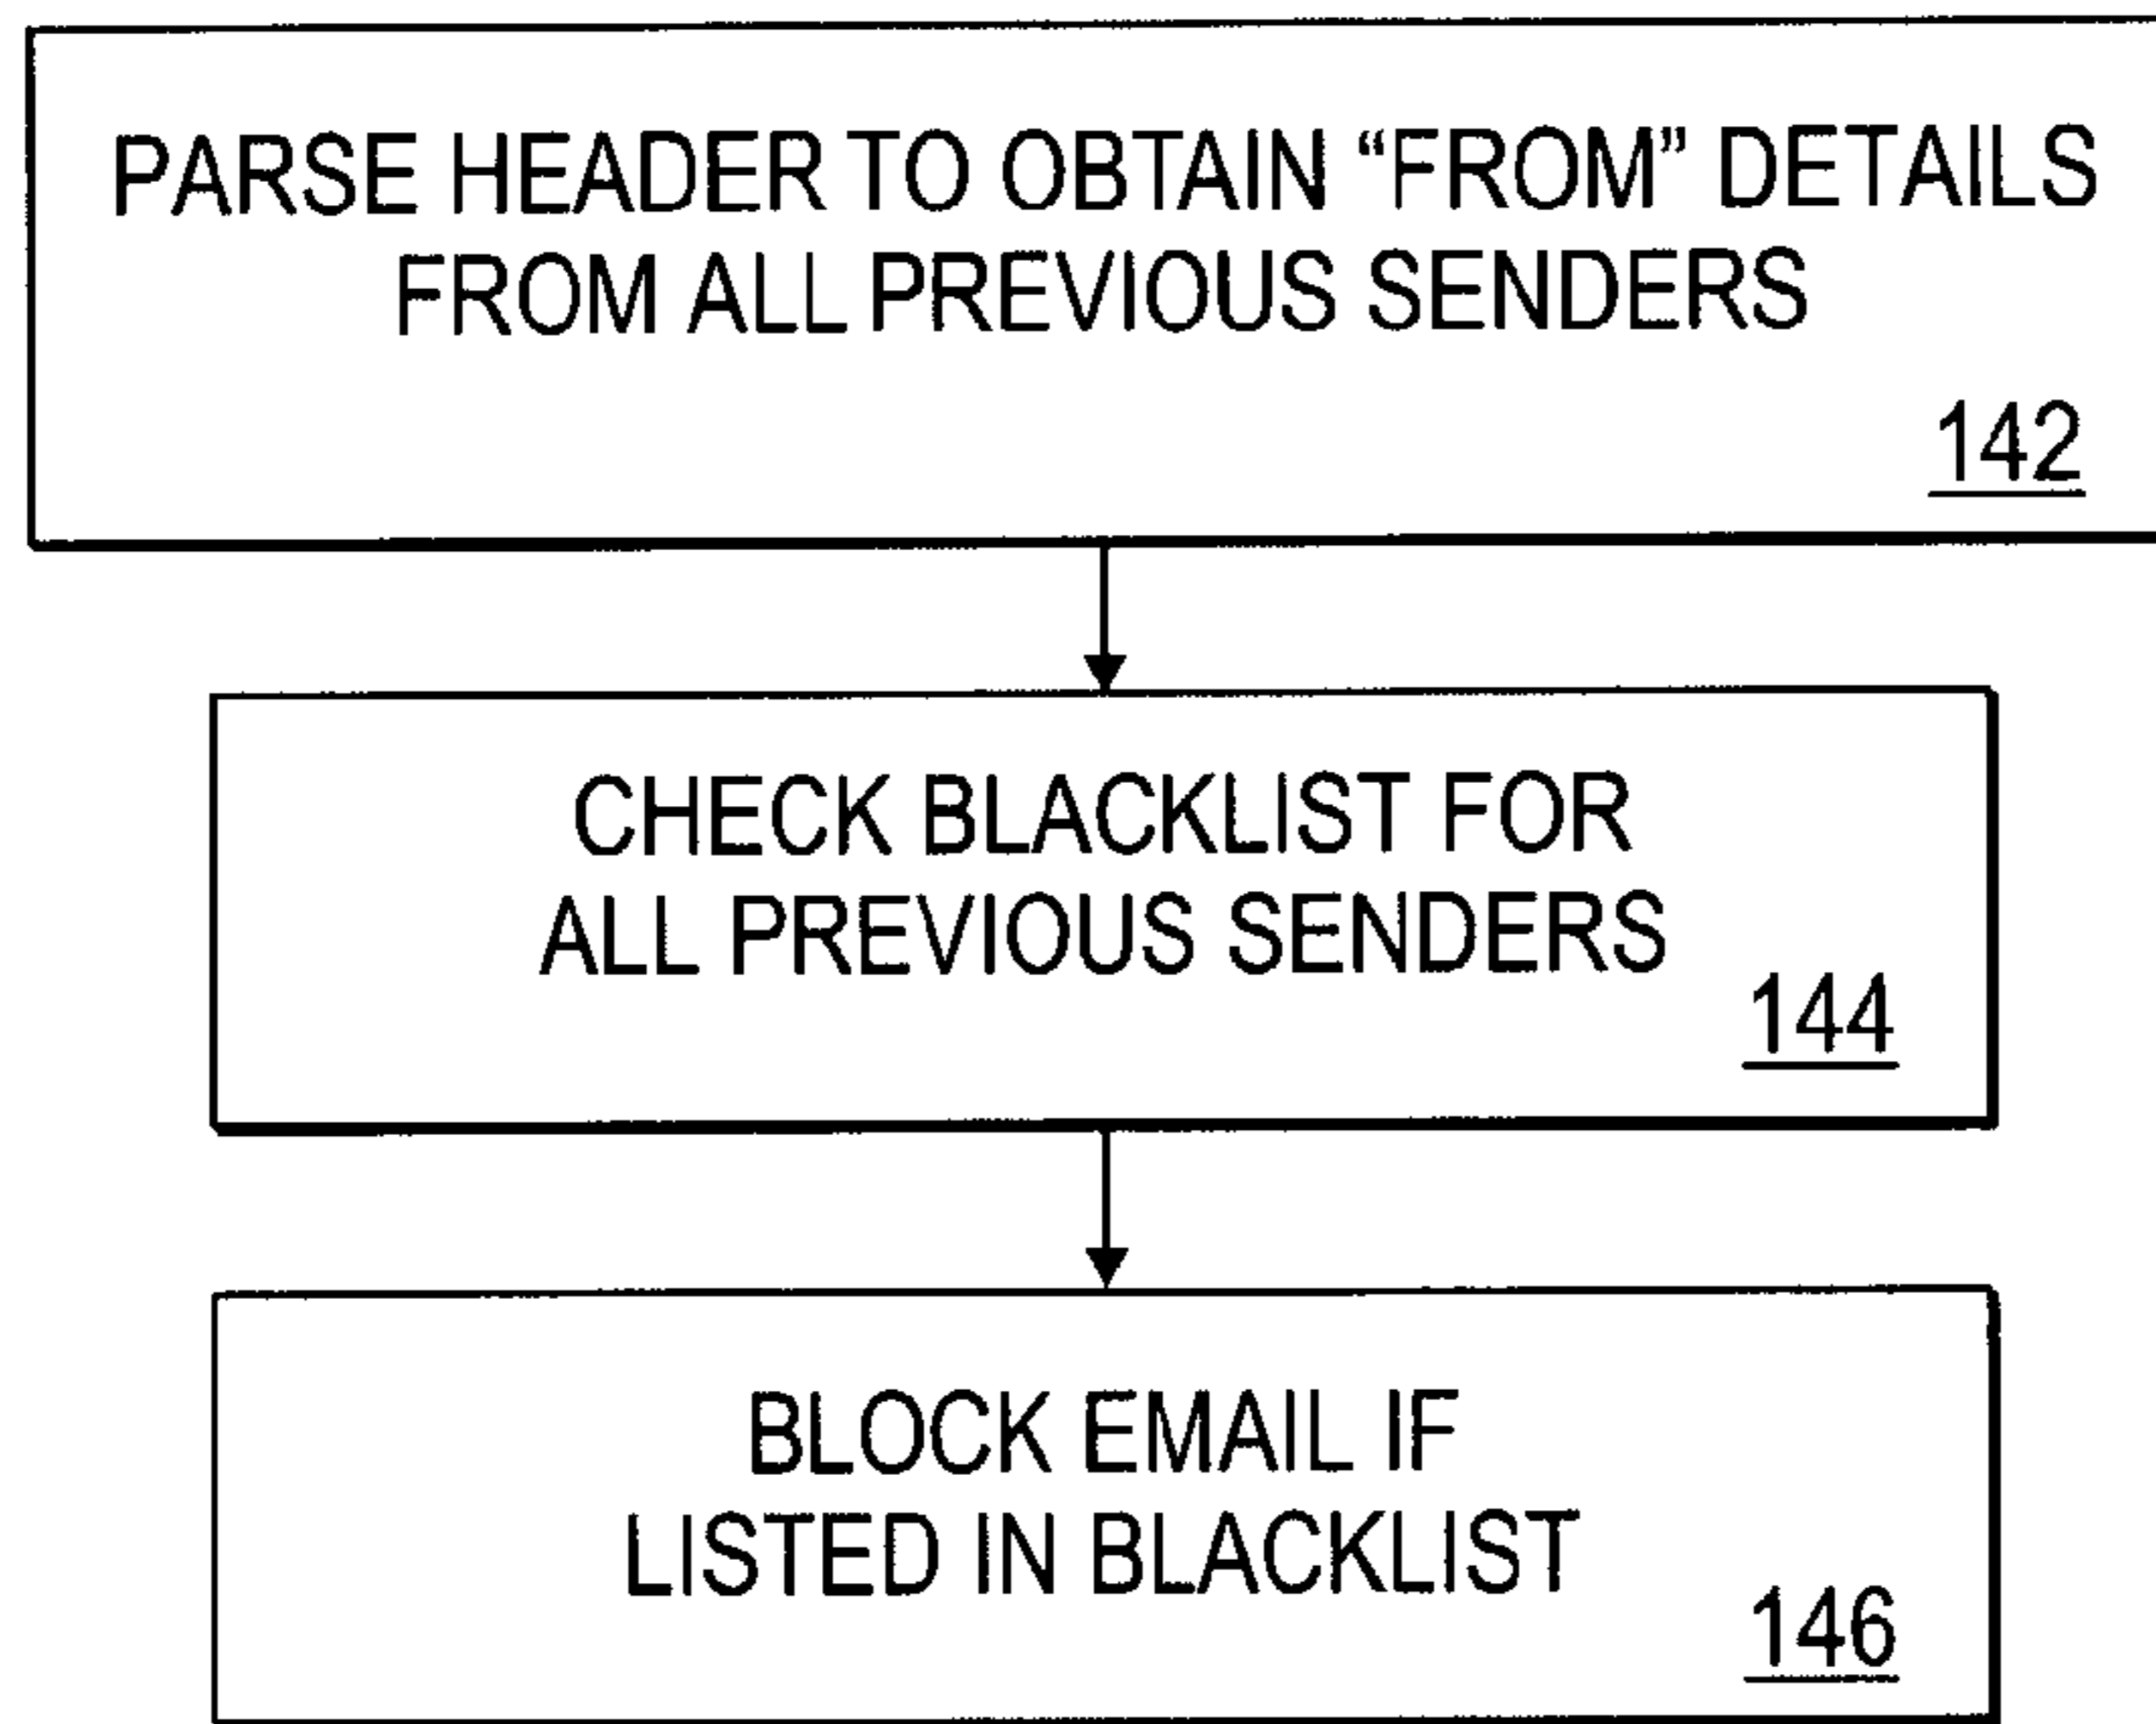 PARSE HEADER TO OBTAIN “FROM” DETAILS
FROM ALL PREVIOUS SENDERS
142
CHECK BLACKLIST FOR
ALL PREVIOUS SENDERS
144
BLOCK EMAIL IF
LISTED IN BLACKLIST
146